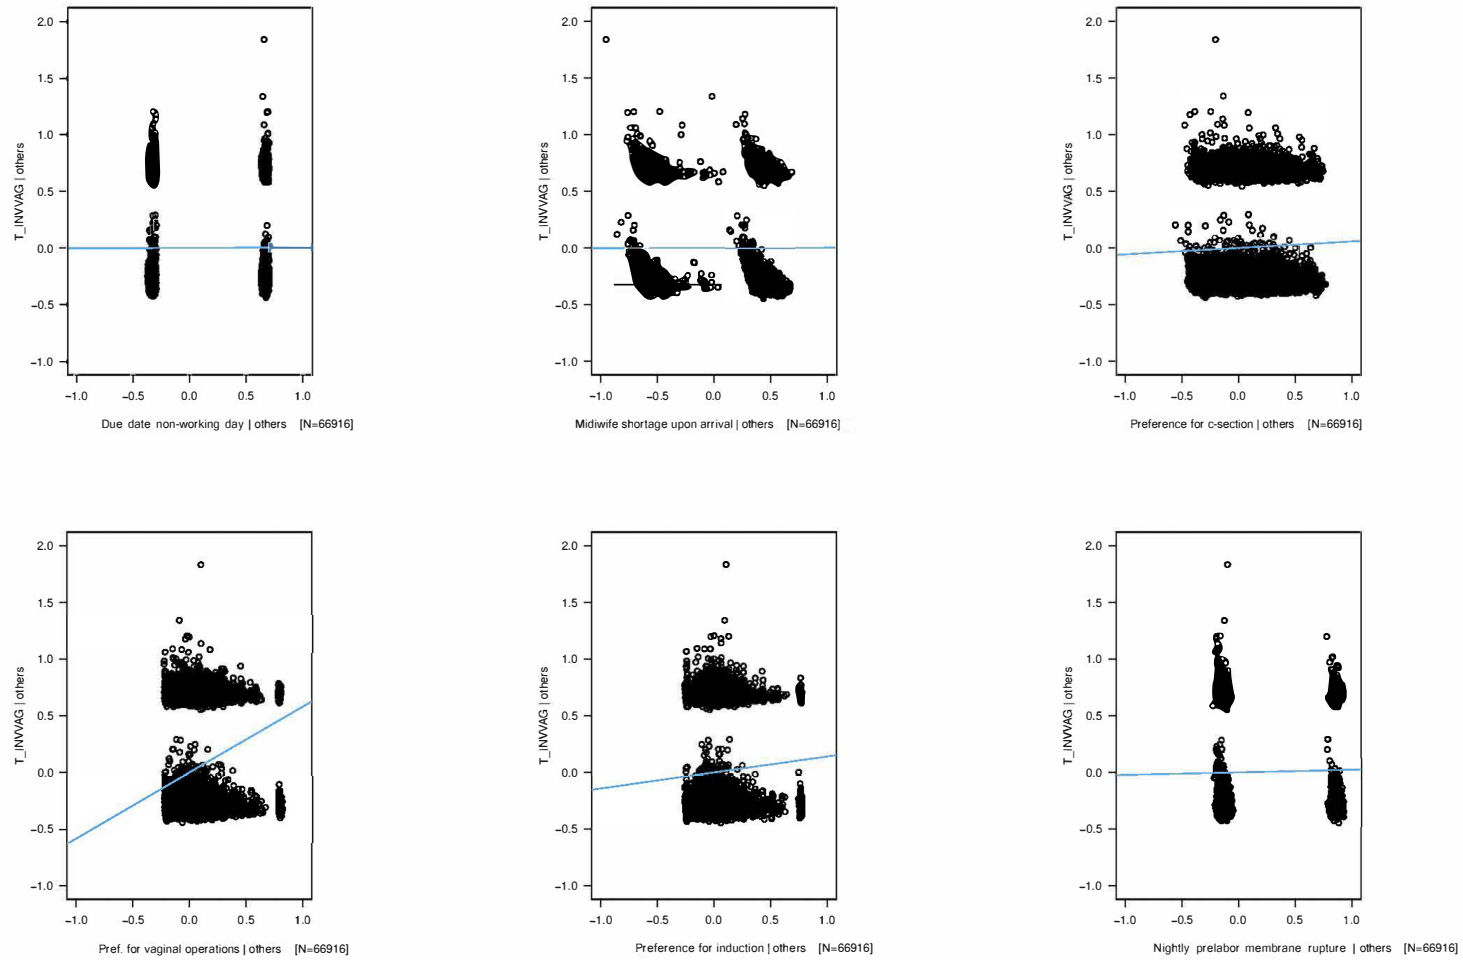 2.0
1.5
1.0
0.5
0.0
−0.5
−1.0
T_INVVAG | others
−1.0 −0.5 0.0 0.5 1.0
Due date non-working day | others [N=66916]
2.0
1.5
1.0
0.5
0.0
−0.5
−1.0
T_INVVAG | others
−1.0 −0.5 0.0 0.5 1.0
Midiwife shortage upon arrival | others [N=66916]
2.0
1.5
1.0
0.5
0.0
−0.5
−1.0
T_INVVAG | others
−1.0 −0.5 0.0 0.5 1.0
Preference for c-section | others [N=66916]
2.0
1.5
1.0
0.5
0.0
−0.5
−1.0
T_INVVAG | others
−1.0 −0.5 0.0 0.5 1.0
Pref. for vaginal operations | others [N=66916]
2.0
1.5
1.0
0.5
0.0
−0.5
−1.0
T_INVVAG | others
−1.0 −0.5 0.0 0.5 1.0
Preference for induction | others [N=66916]
2.0
1.5
1.0
0.5
0.0
−0.5
−1.0
T_INVVAG | others
−1.0 −0.5 0.0 0.5 1.0
Nightly prelabor membrane rupture | others [N=66916]